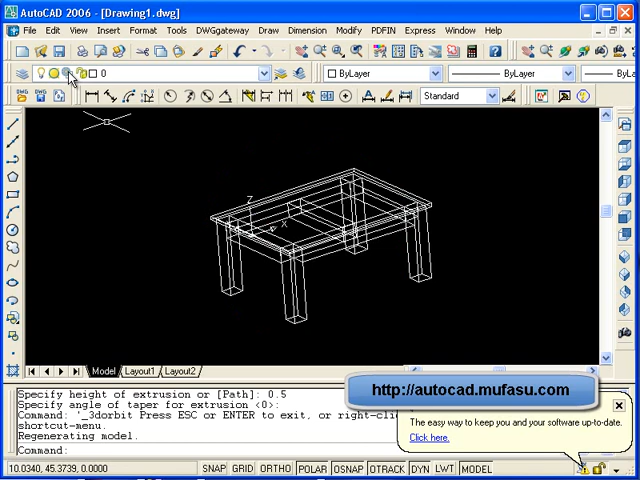 AutoCAD 2006 - [Drawing1.dwg]
File Edit View Insert Format Tools DWGgateway Draw Dimension Modify PDFIN Express Window Help
0 ByLayer ByLayer ByLa
Standard
Z
X
Model Layout1 Layout2
Specify height of extrusion or [Path]: 0.5
Specify angle of taper for extrusion <0>:
Command: '_3dorbit Press ESC or ENTER to exit, or right-cli
shortcut-menu.
Regenerating model.
Command:
http://autocad.mufasu.com
The easy way to keep you and your software up-to-date.
Click here.
10.0340, 45.3739, 0.0000 SNAP GRID ORTHO POLAR OSNAP OTRACK DYN LWT MODEL